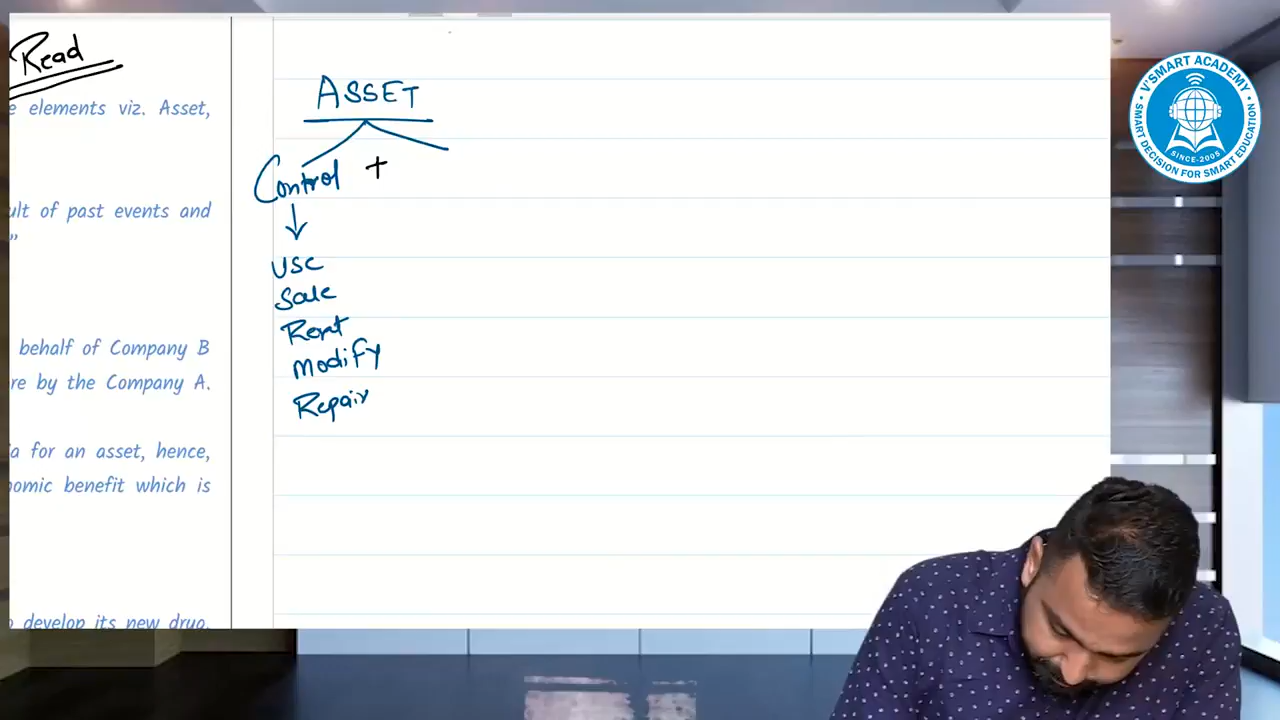 Read
e elements viz. Asset,
ult of past events and
”
behalf of Company B
re by the Company A.
ia for an asset, hence,
nomic benefit which is
o develop its new drug,
ASSET
Control +
↓
Use
Sale
Rent
Modify
Repair
V'SMART ACADEMY
SINCE-2005
SMART DECISION FOR SMART EDUCATION